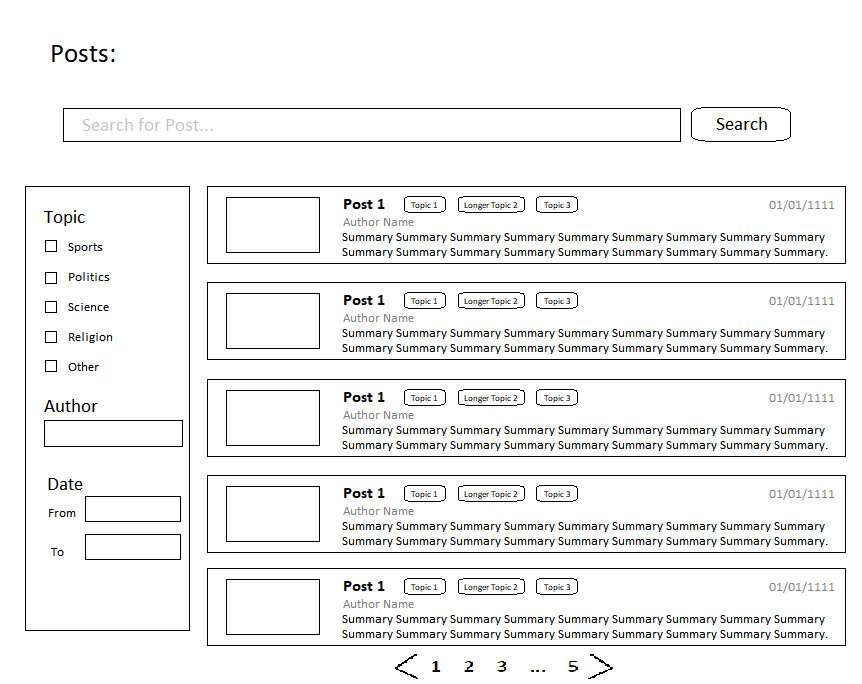 Posts:
Search for Post...
Search
Topic
Sports
Politics
Science
Religion
Other
Author
Date
From
To
Post 1 Topic 1 Longer Topic 2 Topic 3 01/01/1111
Author Name
Summary Summary Summary Summary Summary Summary Summary Summary Summary
Summary Summary Summary Summary Summary Summary Summary Summary Summary.
Post 1 Topic 1 Longer Topic 2 Topic 3 01/01/1111
Author Name
Summary Summary Summary Summary Summary Summary Summary Summary Summary
Summary Summary Summary Summary Summary Summary Summary Summary Summary.
Post 1 Topic 1 Longer Topic 2 Topic 3 01/01/1111
Author Name
Summary Summary Summary Summary Summary Summary Summary Summary Summary
Summary Summary Summary Summary Summary Summary Summary Summary Summary.
Post 1 Topic 1 Longer Topic 2 Topic 3 01/01/1111
Author Name
Summary Summary Summary Summary Summary Summary Summary Summary Summary
Summary Summary Summary Summary Summary Summary Summary Summary Summary.
Post 1 Topic 1 Longer Topic 2 Topic 3 01/01/1111
Author Name
Summary Summary Summary Summary Summary Summary Summary Summary Summary
Summary Summary Summary Summary Summary Summary Summary Summary Summary.
1 2 3 ... 5